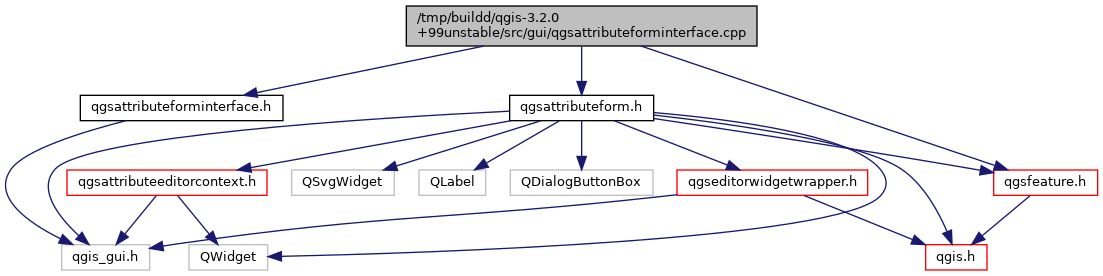 /tmp/buildd/qgis-3.2.0
+99unstable/src/gui/qgsattributeforminterface.cpp
qgsattributeforminterface.h
qgsattributeform.h
qgsattributeeditorcontext.h
QSvgWidget
QLabel
QDialogButtonBox
qgseditorwidgetwrapper.h
qgsfeature.h
qgis_gui.h
QWidget
qgis.h